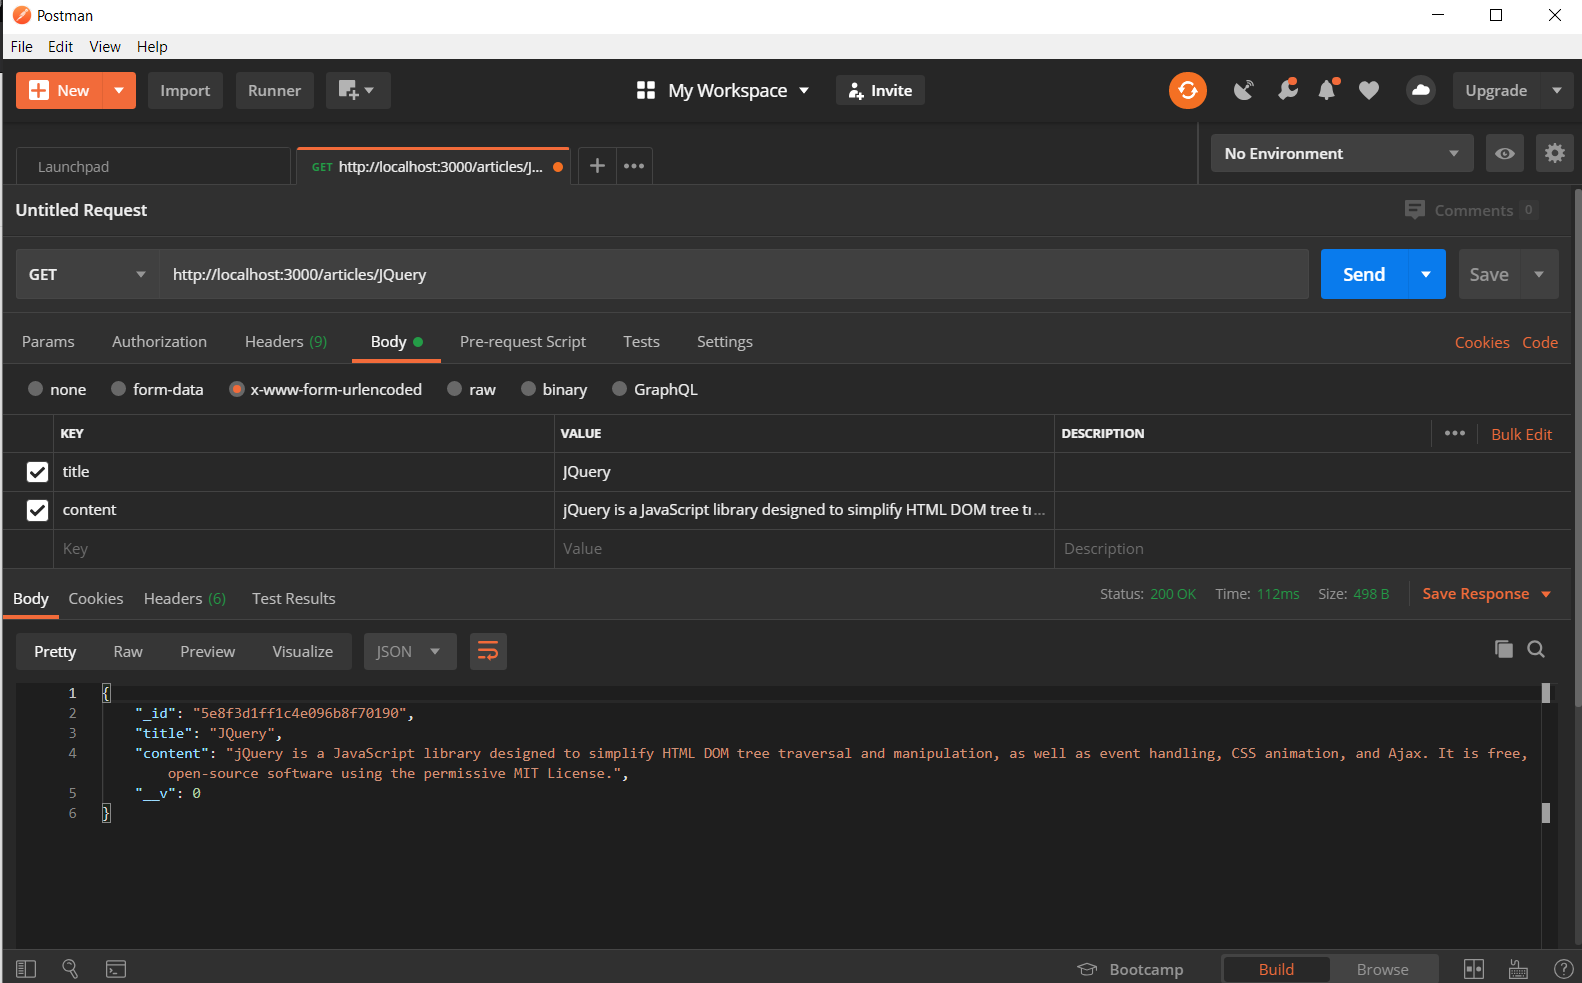 Postman
File Edit View Help
New Import Runner My Workspace Invite Upgrade
Launchpad GET http://localhost:3000/articles/J... No Environment
Untitled Request Comments 0
GET http://localhost:3000/articles/JQuery Send Save
Params Authorization Headers (9) Body Pre-request Script Tests Settings Cookies Code
none form-data x-www-form-urlencoded raw binary GraphQL
KEY VALUE DESCRIPTION Bulk Edit
title JQuery
content jQuery is a JavaScript library designed to simplify HTML DOM tree tr...
Key Value Description
Body Cookies Headers (6) Test Results Status: 200 OK Time: 112ms Size: 498 B Save Response
Pretty Raw Preview Visualize JSON
1 {
2 "_id": "5e8f3d1ff1c4e096b8f70190",
3 "title": "JQuery",
4 "content": "jQuery is a JavaScript library designed to simplify HTML DOM tree traversal and manipulation, as well as event handling, CSS animation, and Ajax. It is free,
open-source software using the permissive MIT License.",
5 "__v": 0
6 }
Bootcamp Build Browse